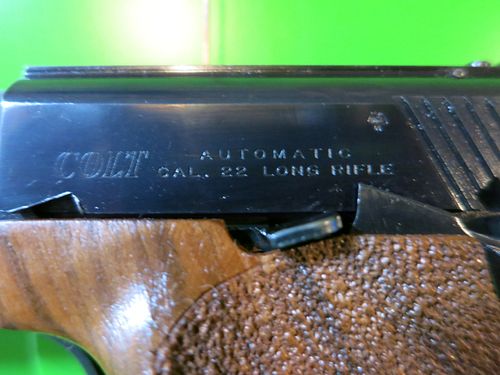 COLT
AUTOMATIC
CAL. 22 LONG RIFLE